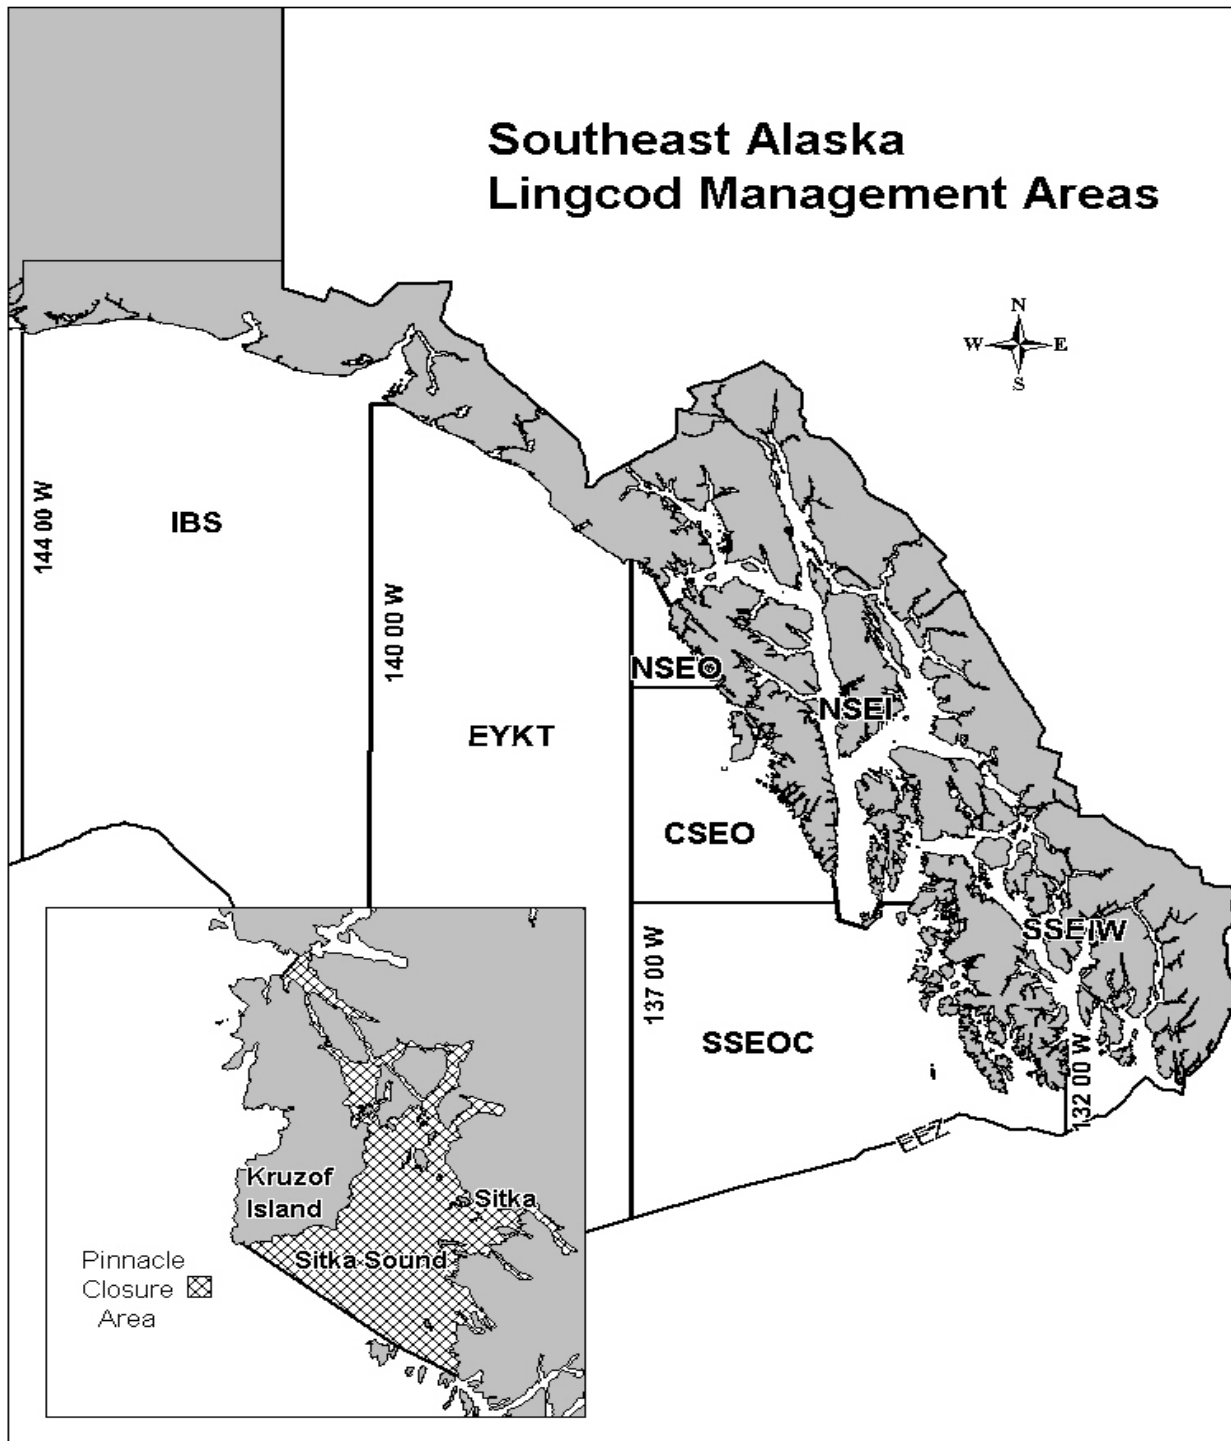 Southeast Alaska
Lingcod Management Areas
N
W E
S
144 00 W
IBS
140 00 W
EYKT
NSEO
NSEI
CSEO
SSEIW
137 00 W
SSEOC
132 00 W
EEZ
Kruzof
Island
Sitka
Sitka Sound
Pinnacle
Closure
Area